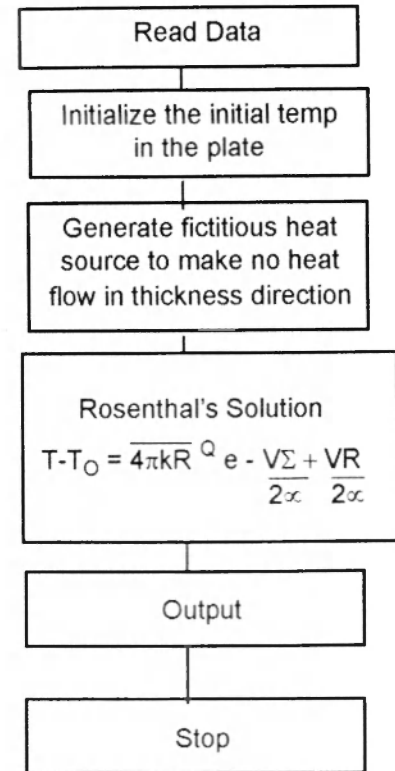 Read Data
Initialize the initial temp
in the plate
Generate fictitious heat
source to make no heat
flow in thickness direction
Rosenthal's Solution
T-T_O = 4πkR Q e - VΣ + VR
2∝ 2∝
Output
Stop